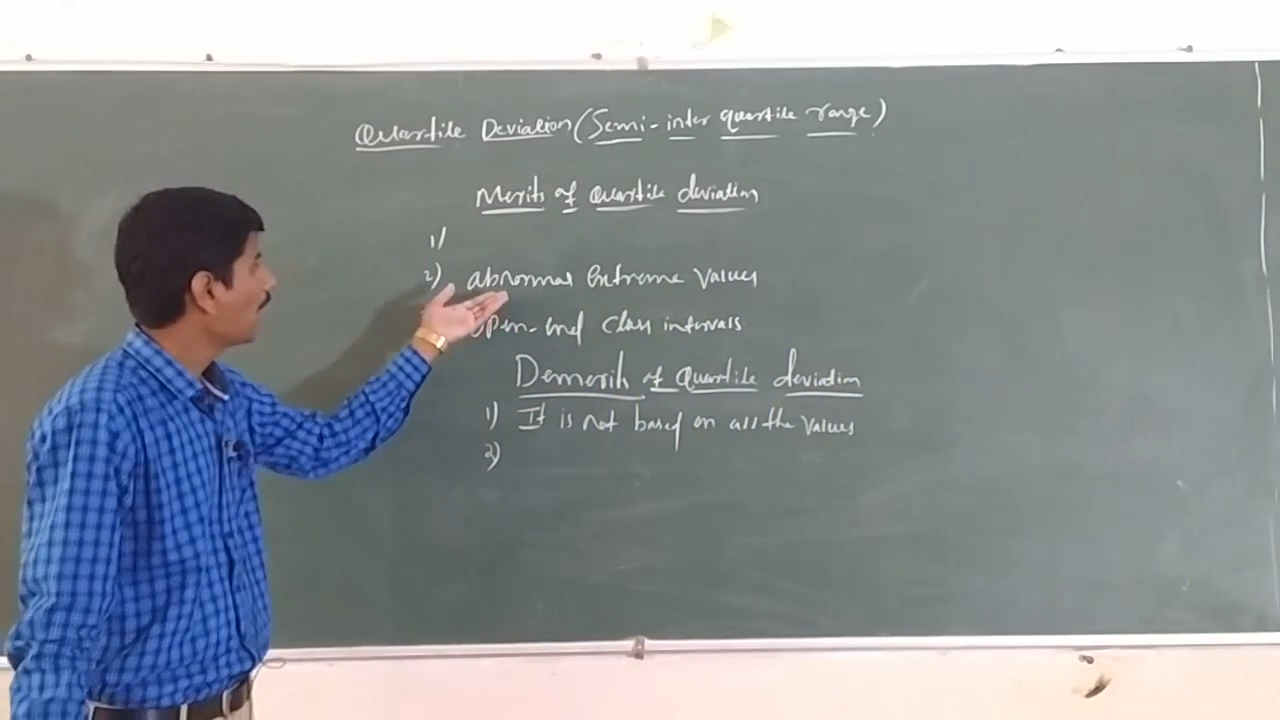 Quartile Deviation (Semi-inter quartile range)
Merits of Quartile deviation
1)
2) abnormal Extreme values
open-end class intervals
Demerits of Quartile deviation
1) It is not based on all the values
2)